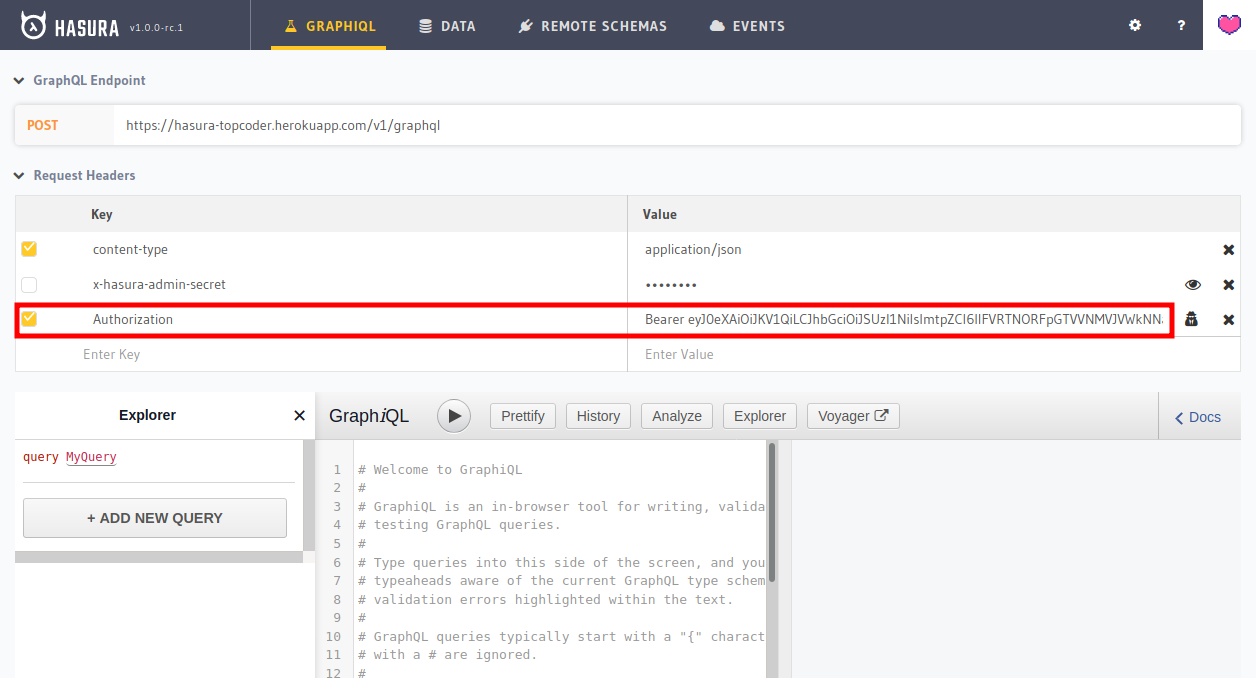 HASURA v1.0.0-rc.1 GRAPHIQL DATA REMOTE SCHEMAS EVENTS ?
GraphQL Endpoint
POST https://hasura-topcoder.herokuapp.com/v1/graphql
Request Headers
Key Value
content-type application/json
x-hasura-admin-secret ••••••••
Authorization Bearer
Enter Key Enter Value
Explorer
GraphiQL Prettify History Analyze Explorer Voyager Docs
query MyQuery
+ ADD NEW QUERY
1 # Welcome to GraphiQL
2 #
3 # GraphiQL is an in-browser tool for writing, valida
4 # testing GraphQL queries.
5 #
6 # Type queries into this side of the screen, and you
7 # typeaheads aware of the current GraphQL type schem
8 # validation errors highlighted within the text.
9 #
10 # GraphQL queries typically start with a "{" charact
11 # with a # are ignored.
12 #